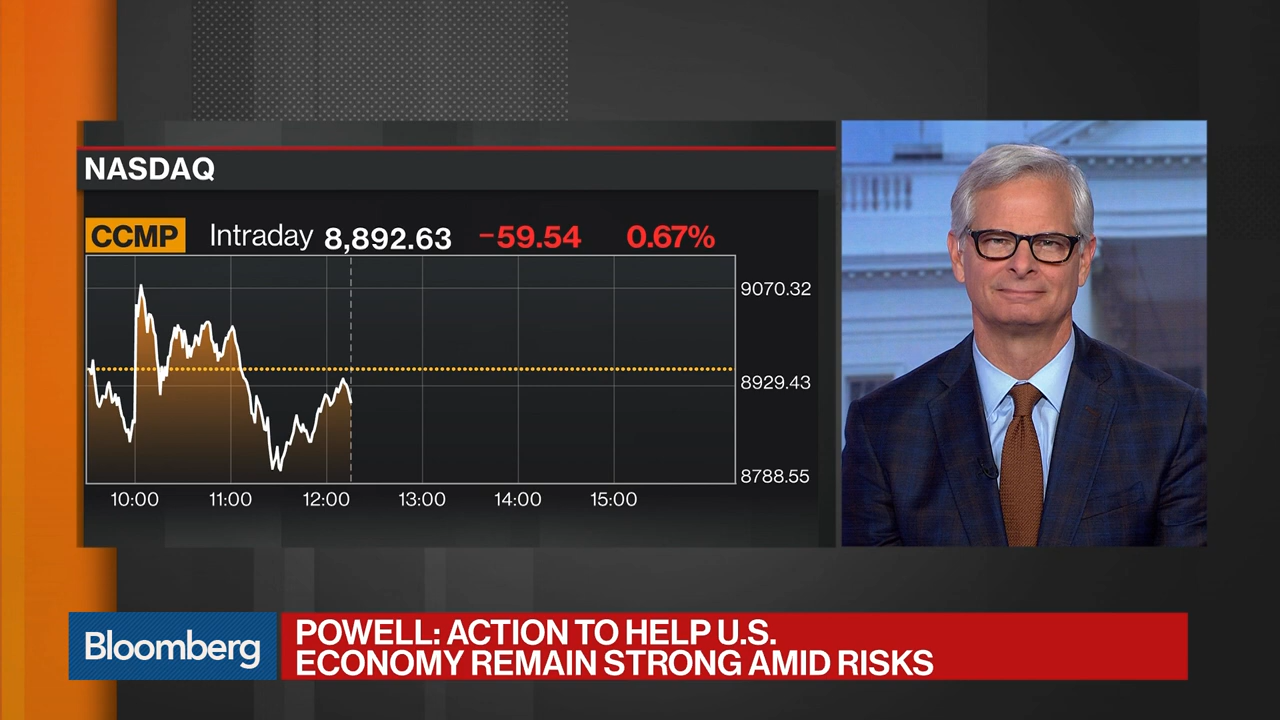 NASDAQ
CCMP Intraday 8,892.63 -59.54 0.67%
9070.32
8929.43
8788.55
10:00 11:00 12:00 13:00 14:00 15:00
Bloomberg
POWELL: ACTION TO HELP U.S.
ECONOMY REMAIN STRONG AMID RISKS